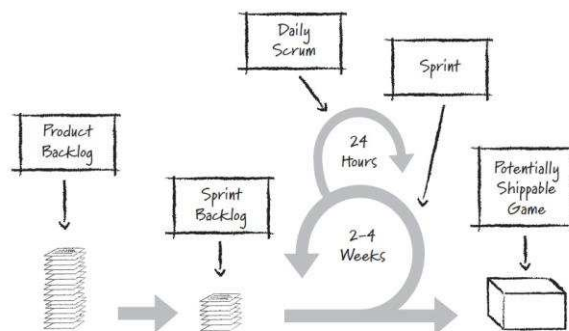 Daily
Scrum
Sprint
24
Hours
Product
Backlog
Sprint
Backlog
Potentially
Shippable
Game
2–4
Weeks